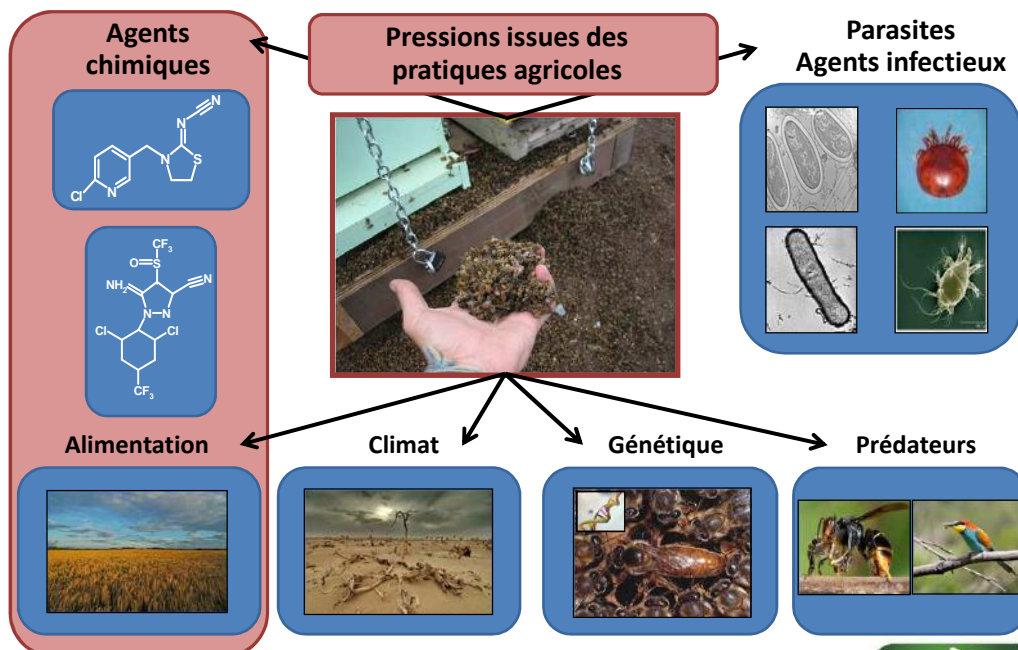 Agents
chimiques
Pressions issues des
pratiques agricoles
Parasites
Agents infectieux
N
N
N
S
N
Cl
CF3
O
S
NH2
N
N
N
Cl
Cl
CF3
Alimentation
Climat
Génétique
Prédateurs